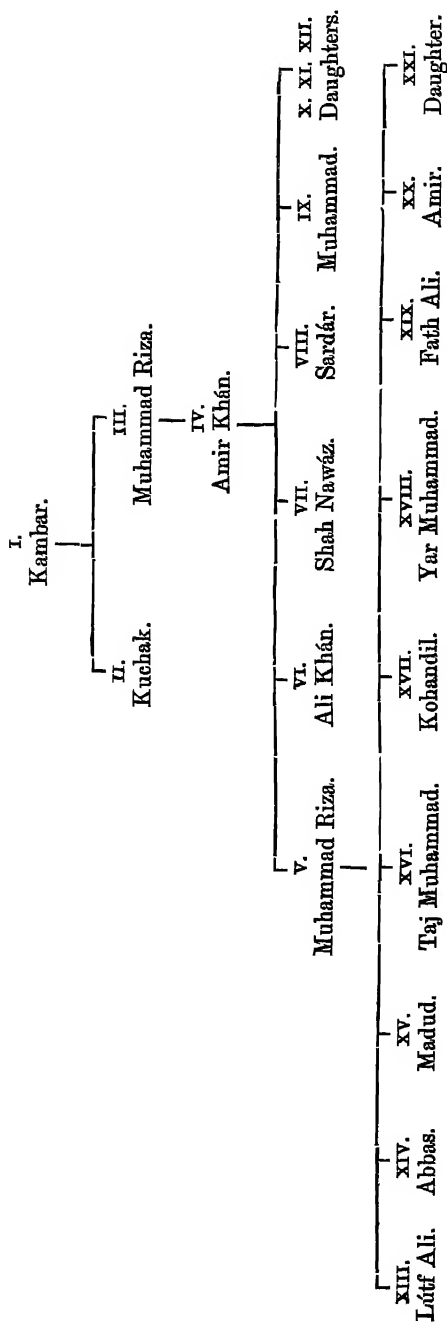 I.
Kambar.
II.
Kuchak.
III.
Muhammad Riza.
IV.
Amir Khán.
V.
Muhammad Riza.
VI.
Ali Khán.
VII.
Shah Nawáz.
VIII.
Sardár.
IX.
Muhammad.
X. XI. XII.
Daughters.
XIII.
Lútf Ali.
XIV.
Abbas.
XV.
Madud.
XVI.
Taj Muhammad.
XVII.
Kohandil.
XVIII.
Yar Muhammad.
XIX.
Fath Ali.
XX.
Amir.
XXI.
Daughter.